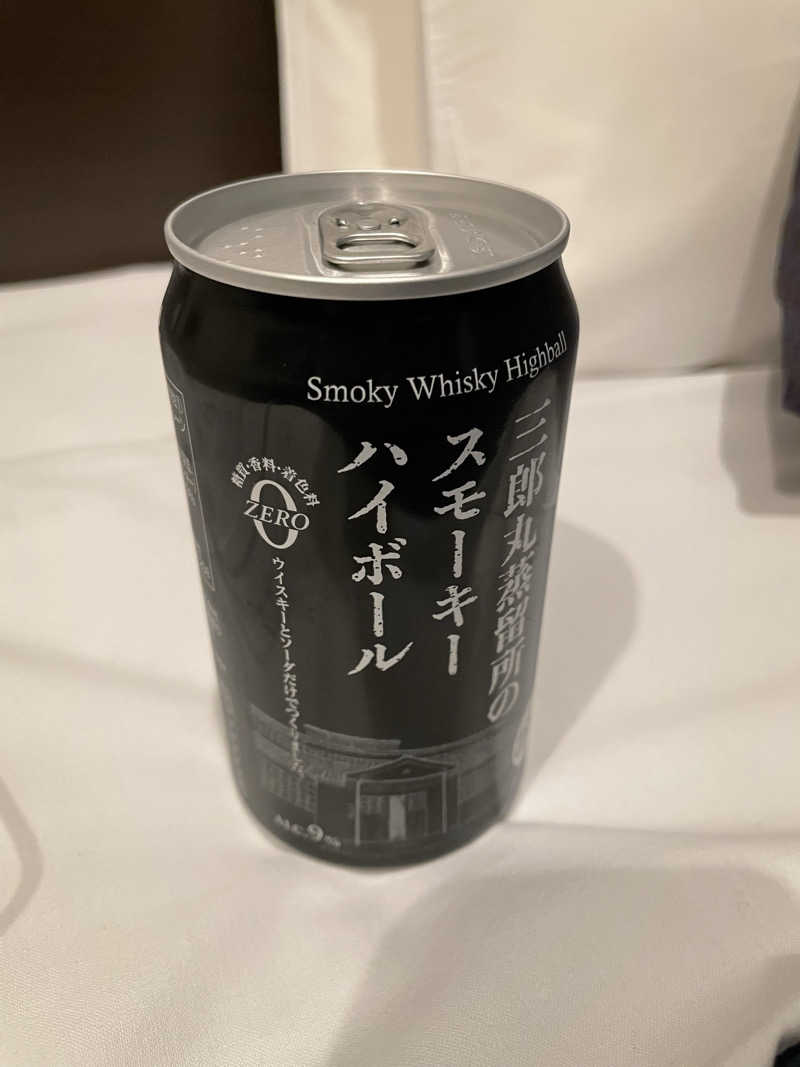 Smoky Whisky Highball
三郎丸蒸留所の
スモーキー
ハイボール
糖質・香料・着色料
0
ZERO
ウイスキーとソーダだけでつくりました。
ALC.9%